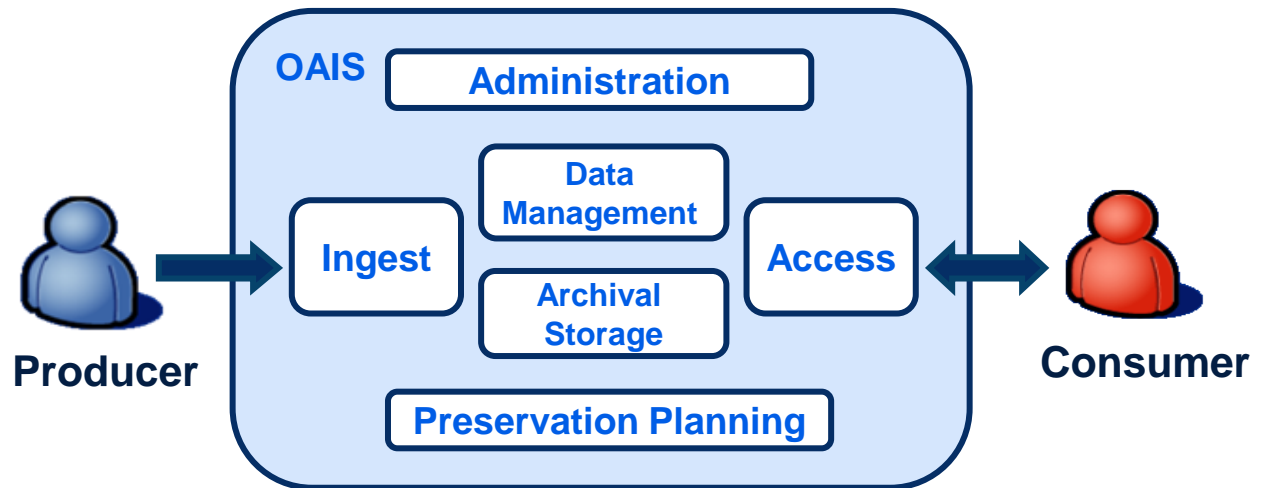 OAIS
Administration
Data
Management
Ingest
Access
Archival
Storage
Producer
Consumer
Preservation Planning